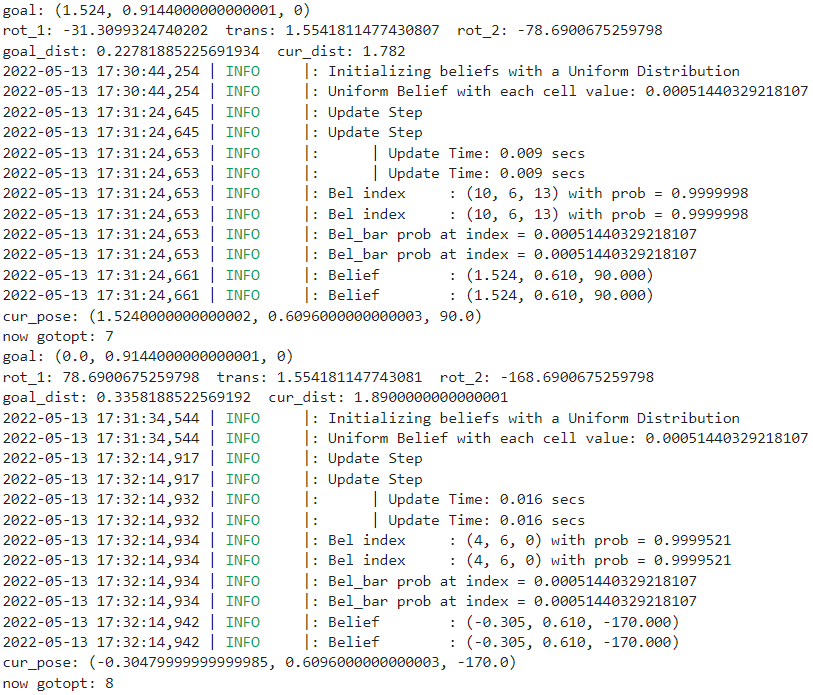 goal: (1.524, 0.9144000000000001, 0)
rot_1: -31.3099324740202  trans: 1.5541811477430807  rot_2: -78.6900675259798
goal_dist: 0.22781885225691934  cur_dist: 1.782
2022-05-13 17:30:44,254 | INFO     |: Initializing beliefs with a Uniform Distribution
2022-05-13 17:30:44,254 | INFO     |: Uniform Belief with each cell value: 0.00051440329218107
2022-05-13 17:31:24,645 | INFO     |: Update Step
2022-05-13 17:31:24,645 | INFO     |: Update Step
2022-05-13 17:31:24,653 | INFO     |:      | Update Time: 0.009 secs
2022-05-13 17:31:24,653 | INFO     |:      | Update Time: 0.009 secs
2022-05-13 17:31:24,653 | INFO     |: Bel index     : (10, 6, 13) with prob = 0.9999998
2022-05-13 17:31:24,653 | INFO     |: Bel index     : (10, 6, 13) with prob = 0.9999998
2022-05-13 17:31:24,653 | INFO     |: Bel_bar prob at index = 0.00051440329218107
2022-05-13 17:31:24,653 | INFO     |: Bel_bar prob at index = 0.00051440329218107
2022-05-13 17:31:24,661 | INFO     |: Belief        : (1.524, 0.610, 90.000)
2022-05-13 17:31:24,661 | INFO     |: Belief        : (1.524, 0.610, 90.000)
cur_pose: (1.5240000000000002, 0.6096000000000003, 90.0)
now gotopt: 7
goal: (0.0, 0.9144000000000001, 0)
rot_1: 78.6900675259798  trans: 1.554181147743081  rot_2: -168.6900675259798
goal_dist: 0.3358188522569192  cur_dist: 1.8900000000000001
2022-05-13 17:31:34,544 | INFO     |: Initializing beliefs with a Uniform Distribution
2022-05-13 17:31:34,544 | INFO     |: Uniform Belief with each cell value: 0.00051440329218107
2022-05-13 17:32:14,917 | INFO     |: Update Step
2022-05-13 17:32:14,917 | INFO     |: Update Step
2022-05-13 17:32:14,932 | INFO     |:      | Update Time: 0.016 secs
2022-05-13 17:32:14,932 | INFO     |:      | Update Time: 0.016 secs
2022-05-13 17:32:14,934 | INFO     |: Bel index     : (4, 6, 0) with prob = 0.9999521
2022-05-13 17:32:14,934 | INFO     |: Bel index     : (4, 6, 0) with prob = 0.9999521
2022-05-13 17:32:14,934 | INFO     |: Bel_bar prob at index = 0.00051440329218107
2022-05-13 17:32:14,934 | INFO     |: Bel_bar prob at index = 0.00051440329218107
2022-05-13 17:32:14,942 | INFO     |: Belief        : (-0.305, 0.610, -170.000)
2022-05-13 17:32:14,942 | INFO     |: Belief        : (-0.305, 0.610, -170.000)
cur_pose: (-0.30479999999999985, 0.6096000000000003, -170.0)
now gotopt: 8